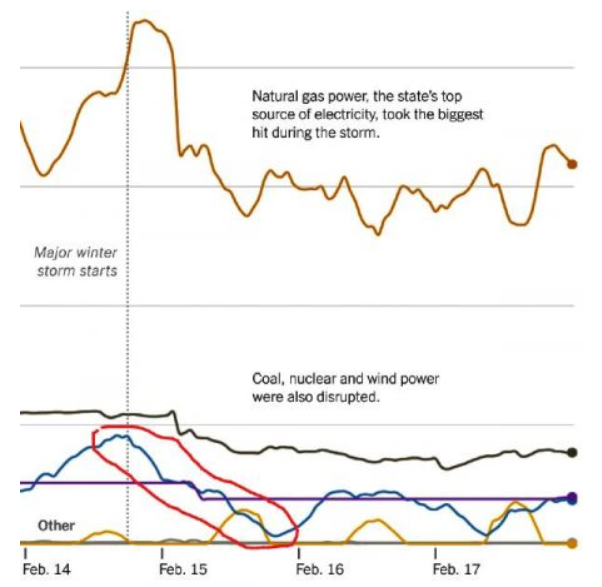 Natural gas power, the state's top
source of electricity, took the biggest
hit during the storm.
Major winter
storm starts
Coal, nuclear and wind power
were also disrupted.
Other
Feb. 14
Feb. 15
Feb. 16
Feb. 17